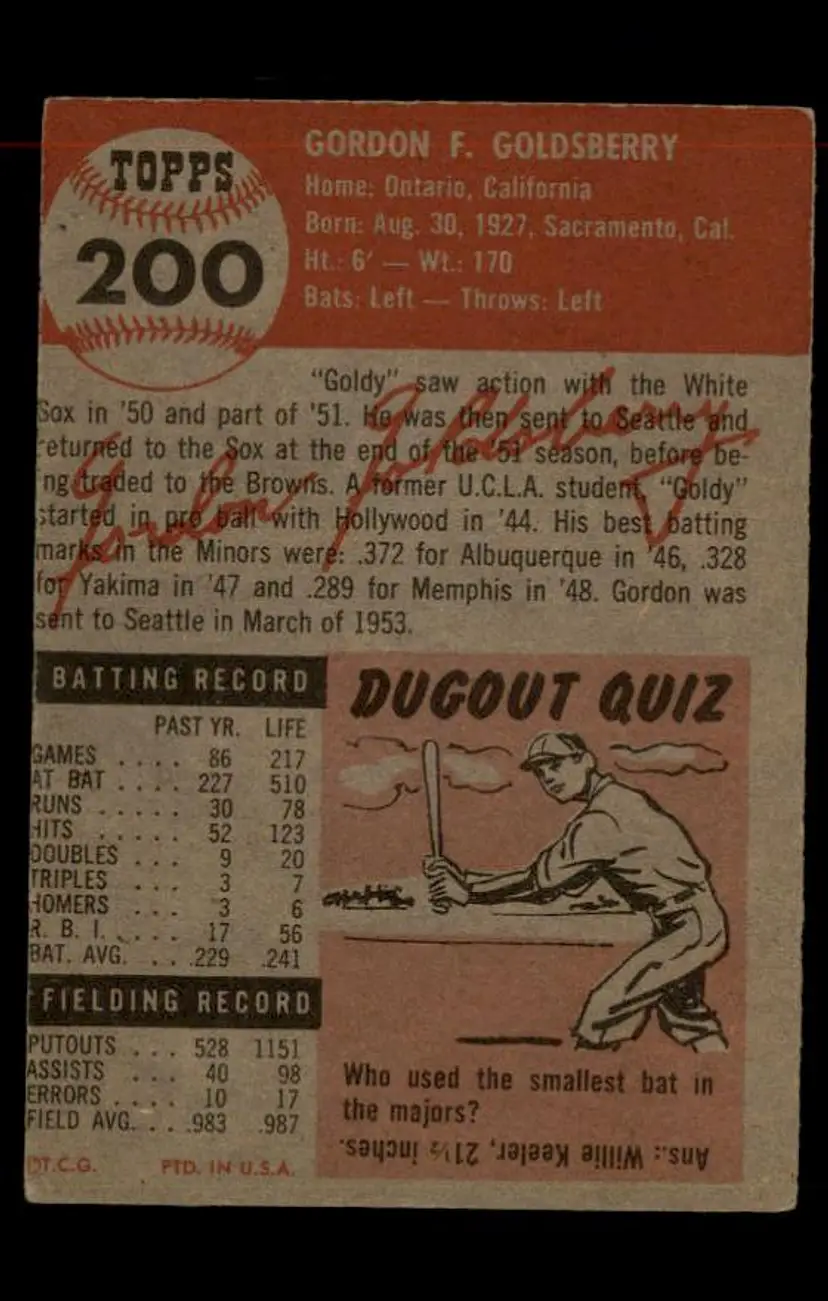 TOPPS
200
GORDON F. GOLDSBERRY
Home: Ontario, California
Born: Aug. 30, 1927, Sacramento, Cal.
Ht.: 6' — Wt.: 170
Bats: Left — Throws: Left
"Goldy" saw action with the White
Sox in '50 and part of '51. He was then sent to Seattle and
returned to the Sox at the end of the '51 season, before be-
ing traded to the Browns. A former U.C.L.A. student, "Goldy"
started in pro ball with Hollywood in '44. His best batting
marks in the Minors were: .372 for Albuquerque in '46, .328
for Yakima in '47 and .289 for Memphis in '48. Gordon was
sent to Seattle in March of 1953.
Gordon Goldsberry
BATTING RECORD
PAST YR. LIFE
GAMES .... 86 217
AT BAT .... 227 510
RUNS ..... 30 78
HITS ..... 52 123
DOUBLES ... 9 20
TRIPLES ... 3 7
HOMERS ... 3 6
R. B. I. .... 17 56
BAT. AVG. ... .229 .241
FIELDING RECORD
PUTOUTS ... 528 1151
ASSISTS ... 40 98
ERRORS .... 10 17
FIELD AVG. ... .983 .987
T.C.G. PTD. IN U.S.A.
DUGOUT QUIZ
Who used the smallest bat in
the majors?
Ans.: Willie Keeler, 21½ inches.